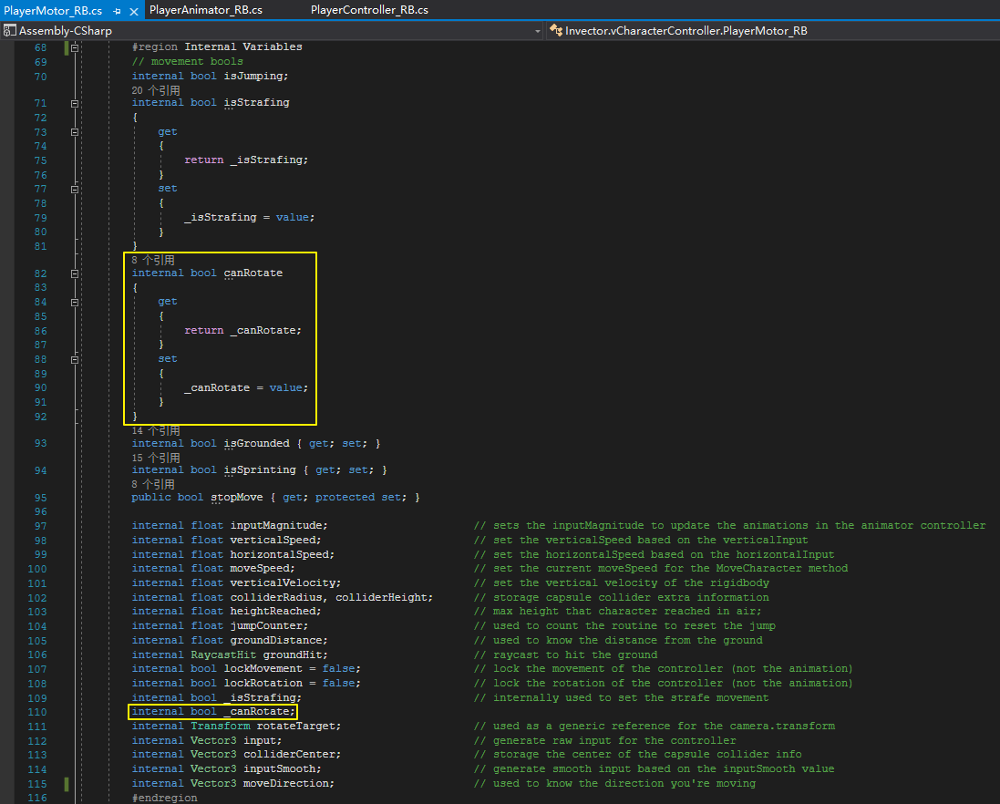 PlayerMotor_RB.cs PlayerAnimator_RB.cs PlayerController_RB.cs
Assembly-CSharp Invector.vCharacterController.PlayerMotor_RB
68 #region Internal Variables
69 // movement bools
70 internal bool isJumping;
20 个引用
71 internal bool isStrafing
72 {
73 get
74 {
75 return _isStrafing;
76 }
77 set
78 {
79 _isStrafing = value;
80 }
81 }
8 个引用
82 internal bool canRotate
83 {
84 get
85 {
86 return _canRotate;
87 }
88 set
89 {
90 _canRotate = value;
91 }
92 }
14 个引用
93 internal bool isGrounded { get; set; }
15 个引用
94 internal bool isSprinting { get; set; }
8 个引用
95 public bool stopMove { get; protected set; }
96
97 internal float inputMagnitude; // sets the inputMagnitude to update the animations in the animator controller
98 internal float verticalSpeed; // set the verticalSpeed based on the verticalInput
99 internal float horizontalSpeed; // set the horizontalSpeed based on the horizontalInput
100 internal float moveSpeed; // set the current moveSpeed for the MoveCharacter method
101 internal float verticalVelocity; // set the vertical velocity of the rigidbody
102 internal float colliderRadius, colliderHeight; // storage capsule collider extra information
103 internal float heightReached; // max height that character reached in air;
104 internal float jumpCounter; // used to count the routine to reset the jump
105 internal float groundDistance; // used to know the distance from the ground
106 internal RaycastHit groundHit; // raycast to hit the ground
107 internal bool lockMovement = false; // lock the movement of the controller (not the animation)
108 internal bool lockRotation = false; // lock the rotation of the controller (not the animation)
109 internal bool _isStrafing; // internally used to set the strafe movement
110 internal bool _canRotate;
111 internal Transform rotateTarget; // used as a generic reference for the camera.transform
112 internal Vector3 input; // generate raw input for the controller
113 internal Vector3 colliderCenter; // storage the center of the capsule collider info
114 internal Vector3 inputSmooth; // generate smooth input based on the inputSmooth value
115 internal Vector3 moveDirection; // used to know the direction you're moving
116 #endregion